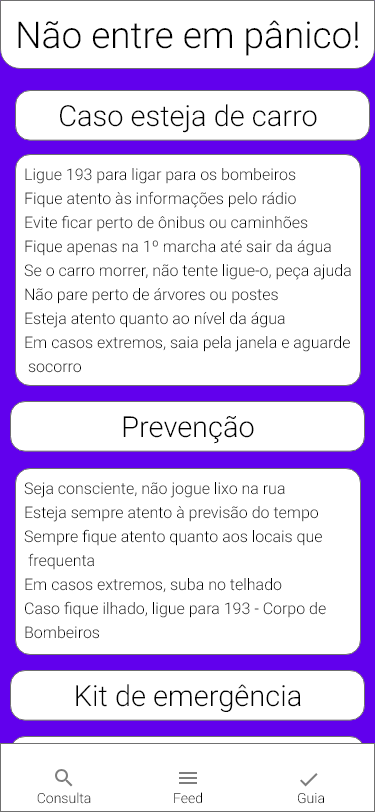 Não entre em pânico!
Caso esteja de carro
Ligue 193 para ligar para os bombeiros
Fique atento às informações pelo rádio
Evite ficar perto de ônibus ou caminhões
Fique apenas na 1º marcha até sair da água
Se o carro morrer, não tente ligue-o, peça ajuda
Não pare perto de árvores ou postes
Esteja atento quanto ao nível da água
Em casos extremos, saia pela janela e aguarde
socorro
Prevenção
Seja consciente, não jogue lixo na rua
Esteja sempre atento à previsão do tempo
Sempre fique atento quanto aos locais que
frequenta
Em casos extremos, suba no telhado
Caso fique ilhado, ligue para 193 - Corpo de
Bombeiros
Kit de emergência
Consulta Feed Guia